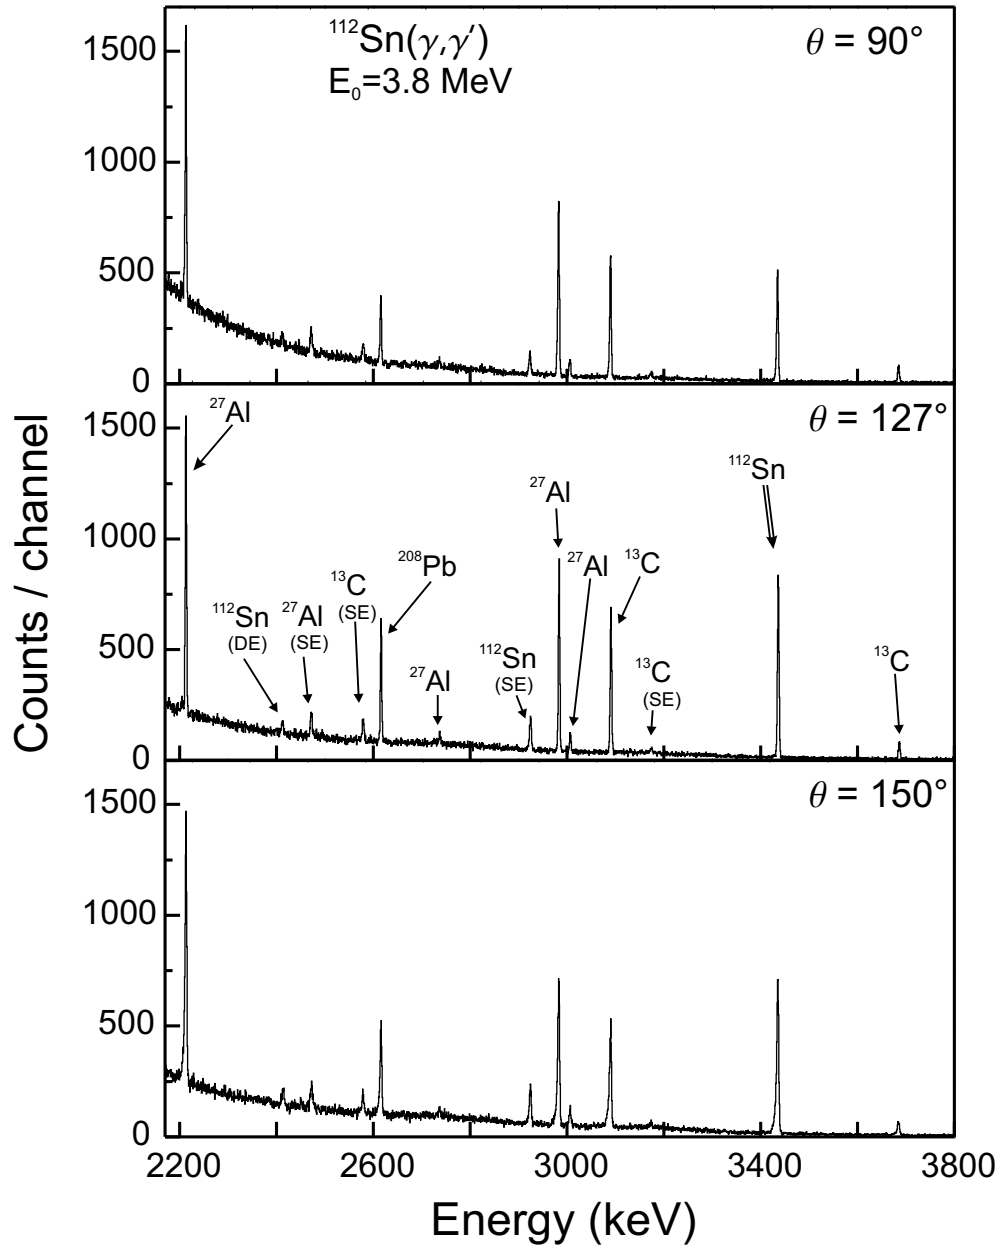 ¹¹²Sn(γ,γ′)
E₀=3.8 MeV
θ = 90°
1500
1000
500
0
θ = 127°
1500
1000
500
0
²⁷Al
¹¹²Sn
(DE)
²⁷Al
(SE)
¹³C
(SE)
²⁰⁸Pb
²⁷Al
¹¹²Sn
(SE)
²⁷Al
²⁷Al
¹³C
¹³C
(SE)
¹¹²Sn
¹³C
θ = 150°
1500
1000
500
0
2200 2600 3000 3400 3800
Energy (keV)
Counts / channel